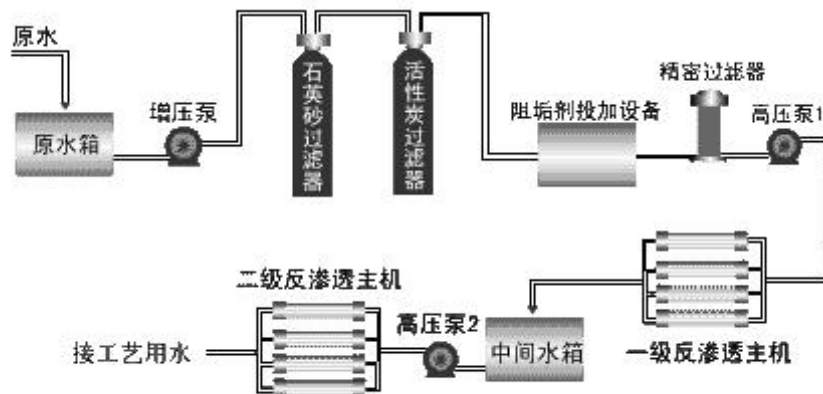 原水
原水箱
增压泵
石英砂过滤器
活性炭过滤器
阻垢剂投加设备
精密过滤器
高压泵1
一级反渗透主机
中间水箱
高压泵2
二级反渗透主机
接工艺用水